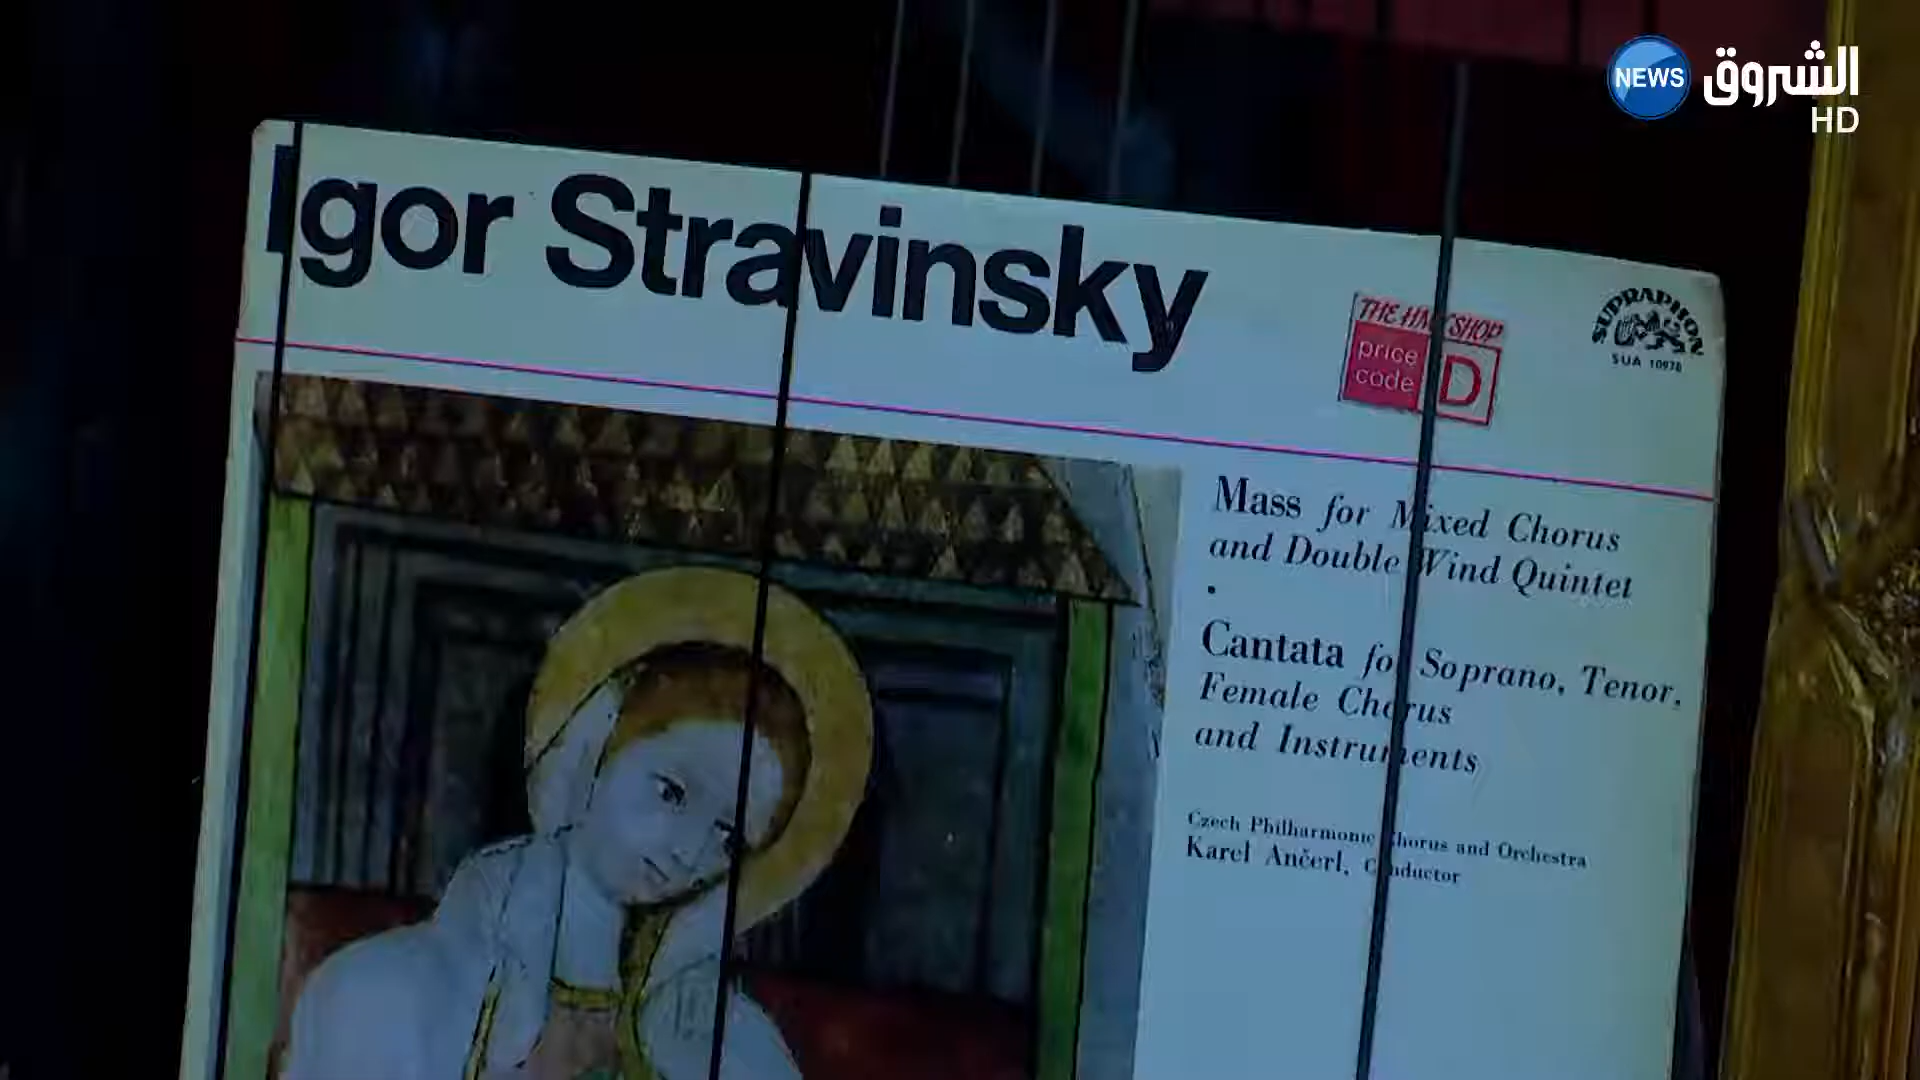 NEWS الشروق
HD
Igor Stravinsky
THE HMV SHOP
price
code D
SUPRAPHON
SUA 10978
Mass for Mixed Chorus
and Double Wind Quintet
•
Cantata for Soprano, Tenor,
Female Chorus
and Instruments
Czech Philharmonic Chorus and Orchestra
Karel Ančerl, Conductor